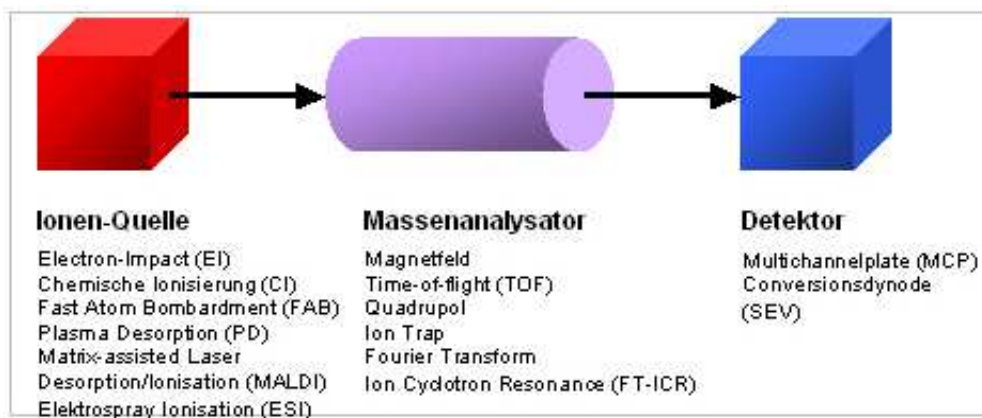 Ionen-Quelle
Electron-Impact (EI)
Chemische Ionisierung (CI)
Fast Atom Bombardment (FAB)
Plasma Desorption (PD)
Matrix-assisted Laser
Desorption/Ionisation (MALDI)
Elektrospray Ionisation (ESI)
Massenanalysator
Magnetfeld
Time-of-flight (TOF)
Quadrupol
Ion Trap
Fourier Transform
Ion Cyclotron Resonance (FT-ICR)
Detektor
Multichannelplate (MCP)
Conversionsdynode
(SEV)